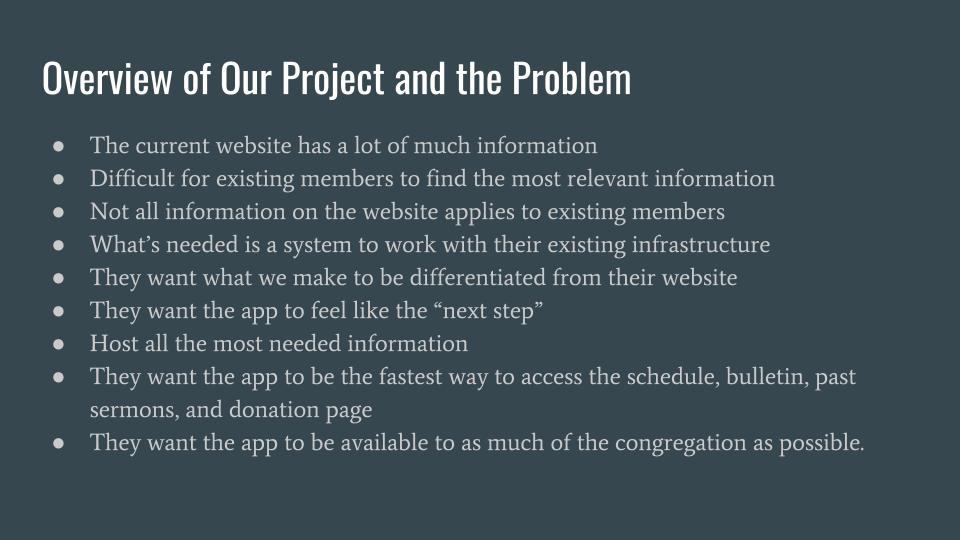 Overview of Our Project and the Problem
● The current website has a lot of much information
● Difficult for existing members to find the most relevant information
● Not all information on the website applies to existing members
● What’s needed is a system to work with their existing infrastructure
● They want what we make to be differentiated from their website
● They want the app to feel like the “next step”
● Host all the most needed information
● They want the app to be the fastest way to access the schedule, bulletin, past
sermons, and donation page
● They want the app to be available to as much of the congregation as possible.